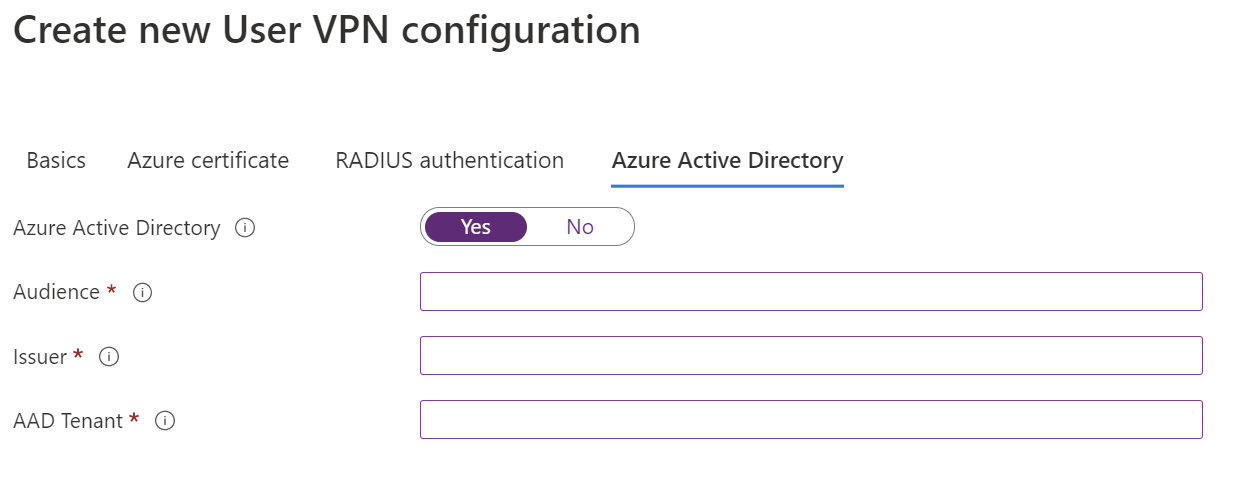 Create new User VPN configuration
Basics Azure certificate RADIUS authentication Azure Active Directory
Azure Active Directory Yes No
Audience *
Issuer *
AAD Tenant *